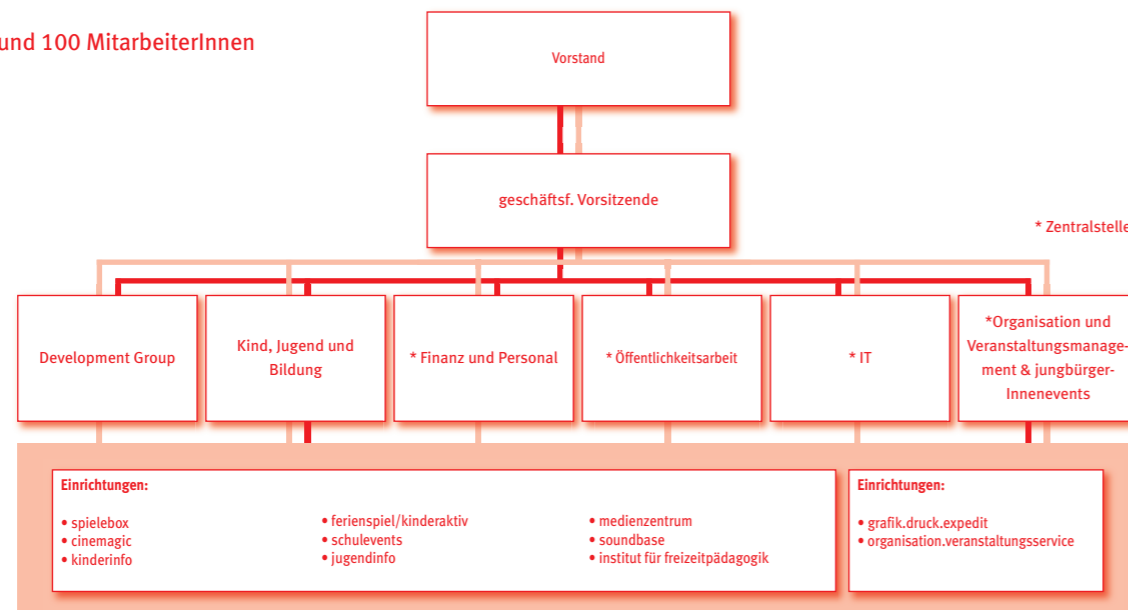 und 100 MitarbeiterInnen
Vorstand
geschäftsf. Vorsitzende
* Zentralstelle
Development Group
Kind, Jugend und
Bildung
* Finanz und Personal
* Öffentlichkeitsarbeit
* IT
*Organisation und
Veranstaltungsmanage-
ment & jungbürger-
Innenevents
Einrichtungen:
• spielebox
• cinemagic
• kinderinfo
• ferienspiel/kinderaktiv
• schulevents
• jugendinfo
• medienzentrum
• soundbase
• institut für freizeitpädagogik
Einrichtungen:
• grafik.druck.expedit
• organisation.veranstaltungsservice